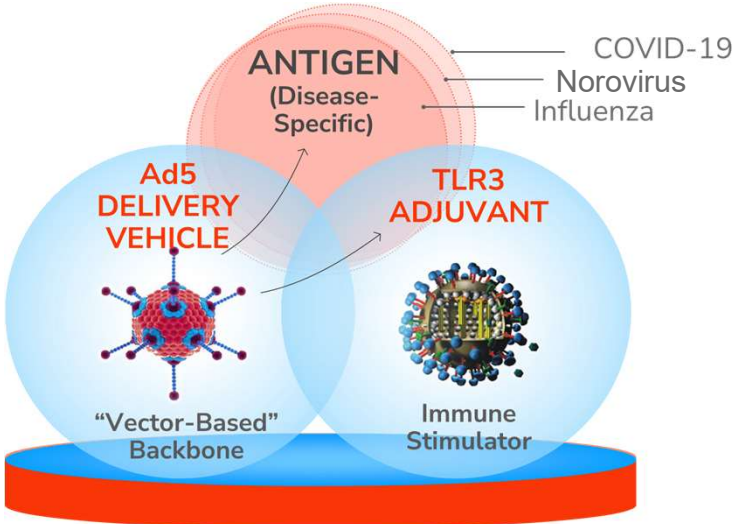 ANTIGEN
(Disease-
Specific)
COVID-19
Norovirus
Influenza
Ad5
DELIVERY
VEHICLE
TLR3
ADJUVANT
“Vector-Based”
Backbone
Immune
Stimulator